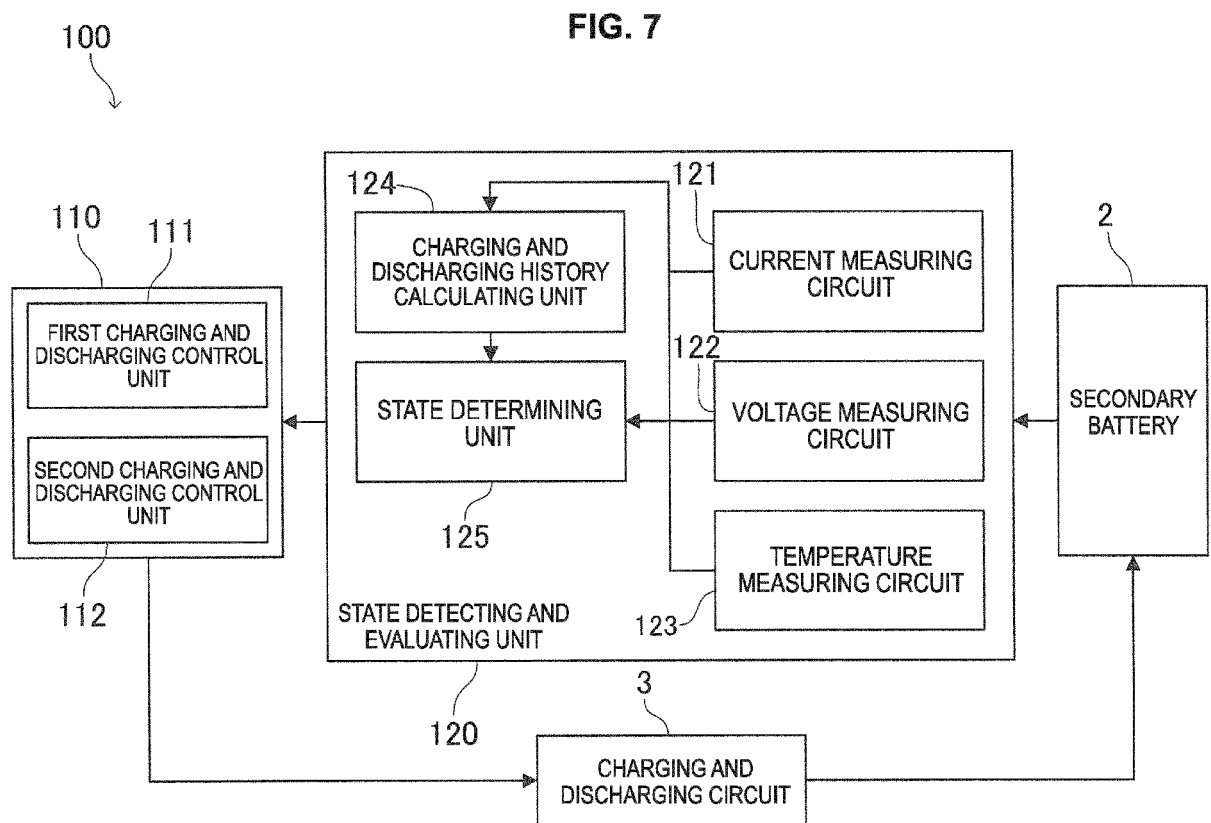 FIG. 7
100
110
111
FIRST CHARGING AND
DISCHARGING CONTROL
UNIT
SECOND CHARGING AND
DISCHARGING CONTROL
UNIT
112
124
CHARGING AND
DISCHARGING HISTORY
CALCULATING UNIT
STATE DETERMINING
UNIT
125
121
CURRENT MEASURING
CIRCUIT
122
VOLTAGE MEASURING
CIRCUIT
TEMPERATURE
MEASURING CIRCUIT
123
STATE DETECTING AND
EVALUATING UNIT
120
2
SECONDARY
BATTERY
3
CHARGING AND
DISCHARGING CIRCUIT